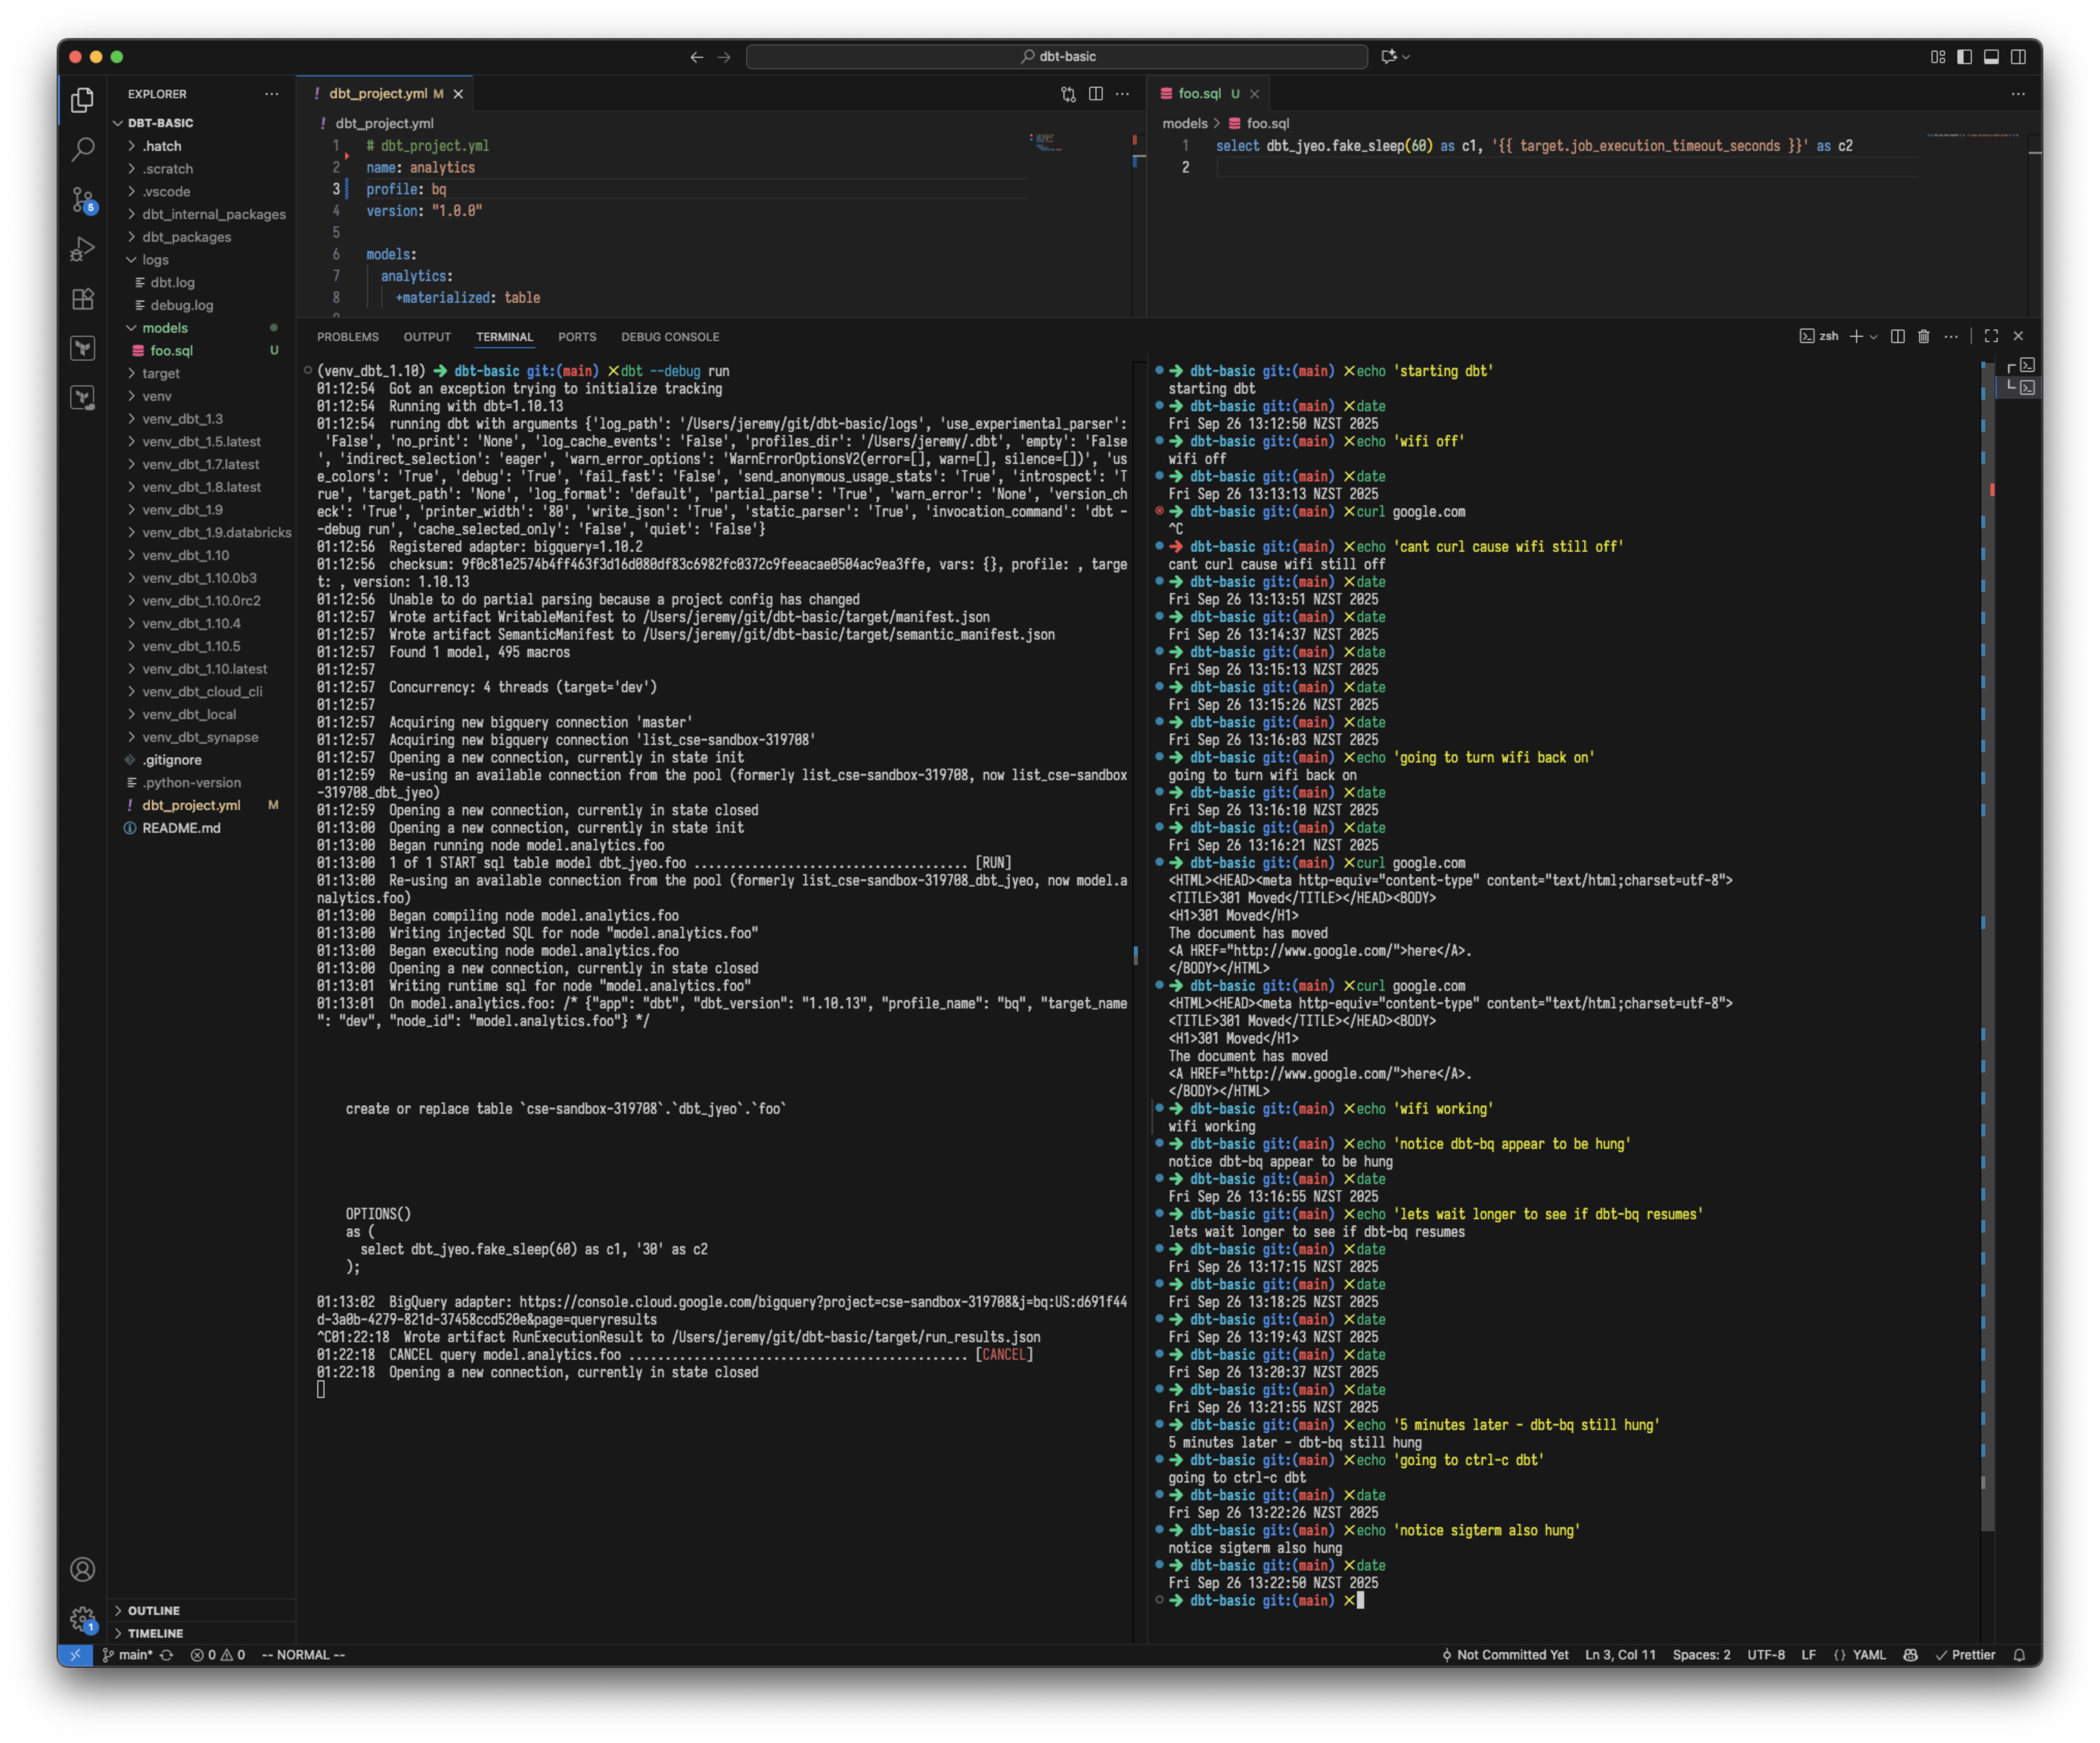 dbt-basic
EXPLORER
DBT-BASIC
.hatch
.scratch
.vscode
dbt_internal_packages
dbt_packages
logs
dbt.log
debug.log
models
foo.sql U
target
venv
venv_dbt_1.3
venv_dbt_1.5.latest
venv_dbt_1.7.latest
venv_dbt_1.8.latest
venv_dbt_1.9
venv_dbt_1.9.databricks
venv_dbt_1.10
venv_dbt_1.10.0b3
venv_dbt_1.10.0rc2
venv_dbt_1.10.4
venv_dbt_1.10.5
venv_dbt_1.10.latest
venv_dbt_cloud_cli
venv_dbt_local
venv_dbt_synapse
.gitignore
.python-version
! dbt_project.yml M
README.md
OUTLINE
TIMELINE
5
1
! dbt_project.yml M ×
! dbt_project.yml
1 # dbt_project.yml
2 name: analytics
3 profile: bq
4 version: "1.0.0"
5
6 models:
7 analytics:
8 +materialized: table
9
foo.sql U ×
models > foo.sql
1 select dbt_jyeo.fake_sleep(60) as c1, '{{ target.job_execution_timeout_seconds }}' as c2
2
PROBLEMS OUTPUT TERMINAL PORTS DEBUG CONSOLE
zsh
(venv_dbt_1.10) ➜ dbt-basic git:(main) ✕dbt --debug run
01:12:54 Got an exception trying to initialize tracking
01:12:54 Running with dbt=1.10.13
01:12:54 running dbt with arguments {'log_path': '/Users/jeremy/git/dbt-basic/logs', 'use_experimental_parser':
'False', 'no_print': 'None', 'log_cache_events': 'False', 'profiles_dir': '/Users/jeremy/.dbt', 'empty': 'False
', 'indirect_selection': 'eager', 'warn_error_options': 'WarnErrorOptionsV2(error=[], warn=[], silence=[])', 'us
e_colors': 'True', 'debug': 'True', 'fail_fast': 'False', 'send_anonymous_usage_stats': 'True', 'introspect': 'T
rue', 'target_path': 'None', 'log_format': 'default', 'partial_parse': 'True', 'warn_error': 'None', 'version_ch
eck': 'True', 'printer_width': '80', 'write_json': 'True', 'static_parser': 'True', 'invocation_command': 'dbt -
-debug run', 'cache_selected_only': 'False', 'quiet': 'False'}
01:12:56 Registered adapter: bigquery=1.10.2
01:12:56 checksum: 9f0c81e2574b4ff463f3d16d080df83c6982fc0372c9feeacae0504ac9ea3ffe, vars: {}, profile: , targe
t: , version: 1.10.13
01:12:56 Unable to do partial parsing because a project config has changed
01:12:57 Wrote artifact WritableManifest to /Users/jeremy/git/dbt-basic/target/manifest.json
01:12:57 Wrote artifact SemanticManifest to /Users/jeremy/git/dbt-basic/target/semantic_manifest.json
01:12:57 Found 1 model, 495 macros
01:12:57
01:12:57 Concurrency: 4 threads (target='dev')
01:12:57
01:12:57 Acquiring new bigquery connection 'master'
01:12:57 Acquiring new bigquery connection 'list_cse-sandbox-319708'
01:12:57 Opening a new connection, currently in state init
01:12:59 Re-using an available connection from the pool (formerly list_cse-sandbox-319708, now list_cse-sandbox
-319708_dbt_jyeo)
01:12:59 Opening a new connection, currently in state closed
01:13:00 Opening a new connection, currently in state init
01:13:00 Began running node model.analytics.foo
01:13:00 1 of 1 START sql table model dbt_jyeo.foo ...................................... [RUN]
01:13:00 Re-using an available connection from the pool (formerly list_cse-sandbox-319708_dbt_jyeo, now model.a
nalytics.foo)
01:13:00 Began compiling node model.analytics.foo
01:13:00 Writing injected SQL for node "model.analytics.foo"
01:13:00 Began executing node model.analytics.foo
01:13:00 Opening a new connection, currently in state closed
01:13:01 Writing runtime sql for node "model.analytics.foo"
01:13:01 On model.analytics.foo: /* {"app": "dbt", "dbt_version": "1.10.13", "profile_name": "bq", "target_name
": "dev", "node_id": "model.analytics.foo"} */
create or replace table `cse-sandbox-319708`.`dbt_jyeo`.`foo`
OPTIONS()
as (
select dbt_jyeo.fake_sleep(60) as c1, '30' as c2
);
01:13:02 BigQuery adapter: https://console.cloud.google.com/bigquery?project=cse-sandbox-319708&j=bq:US:d691f44
d-3a0b-4279-821d-37458ccd520e&page=queryresults
^C01:22:18 Wrote artifact RunExecutionResult to /Users/jeremy/git/dbt-basic/target/run_results.json
01:22:18 CANCEL query model.analytics.foo ............................................... [CANCEL]
01:22:18 Opening a new connection, currently in state closed
➜ dbt-basic git:(main) ✕echo 'starting dbt'
starting dbt
➜ dbt-basic git:(main) ✕date
Fri Sep 26 13:12:50 NZST 2025
➜ dbt-basic git:(main) ✕echo 'wifi off'
wifi off
➜ dbt-basic git:(main) ✕date
Fri Sep 26 13:13:13 NZST 2025
➜ dbt-basic git:(main) ✕curl google.com
^C
➜ dbt-basic git:(main) ✕echo 'cant curl cause wifi still off'
cant curl cause wifi still off
➜ dbt-basic git:(main) ✕date
Fri Sep 26 13:13:51 NZST 2025
➜ dbt-basic git:(main) ✕date
Fri Sep 26 13:14:37 NZST 2025
➜ dbt-basic git:(main) ✕date
Fri Sep 26 13:15:13 NZST 2025
➜ dbt-basic git:(main) ✕date
Fri Sep 26 13:15:26 NZST 2025
➜ dbt-basic git:(main) ✕date
Fri Sep 26 13:16:03 NZST 2025
➜ dbt-basic git:(main) ✕echo 'going to turn wifi back on'
going to turn wifi back on
➜ dbt-basic git:(main) ✕date
Fri Sep 26 13:16:10 NZST 2025
➜ dbt-basic git:(main) ✕date
Fri Sep 26 13:16:21 NZST 2025
➜ dbt-basic git:(main) ✕curl google.com
<HTML><HEAD><meta http-equiv="content-type" content="text/html;charset=utf-8">
<TITLE>301 Moved</TITLE></HEAD><BODY>
<H1>301 Moved</H1>
The document has moved
<A HREF="http://www.google.com/">here</A>.
</BODY></HTML>
➜ dbt-basic git:(main) ✕curl google.com
<HTML><HEAD><meta http-equiv="content-type" content="text/html;charset=utf-8">
<TITLE>301 Moved</TITLE></HEAD><BODY>
<H1>301 Moved</H1>
The document has moved
<A HREF="http://www.google.com/">here</A>.
</BODY></HTML>
➜ dbt-basic git:(main) ✕echo 'wifi working'
wifi working
➜ dbt-basic git:(main) ✕echo 'notice dbt-bq appear to be hung'
notice dbt-bq appear to be hung
➜ dbt-basic git:(main) ✕date
Fri Sep 26 13:16:55 NZST 2025
➜ dbt-basic git:(main) ✕echo 'lets wait longer to see if dbt-bq resumes'
lets wait longer to see if dbt-bq resumes
➜ dbt-basic git:(main) ✕date
Fri Sep 26 13:17:15 NZST 2025
➜ dbt-basic git:(main) ✕date
Fri Sep 26 13:18:25 NZST 2025
➜ dbt-basic git:(main) ✕date
Fri Sep 26 13:19:43 NZST 2025
➜ dbt-basic git:(main) ✕date
Fri Sep 26 13:20:37 NZST 2025
➜ dbt-basic git:(main) ✕date
Fri Sep 26 13:21:55 NZST 2025
➜ dbt-basic git:(main) ✕echo '5 minutes later - dbt-bq still hung'
5 minutes later - dbt-bq still hung
➜ dbt-basic git:(main) ✕echo 'going to ctrl-c dbt'
going to ctrl-c dbt
➜ dbt-basic git:(main) ✕date
Fri Sep 26 13:22:26 NZST 2025
➜ dbt-basic git:(main) ✕echo 'notice sigterm also hung'
notice sigterm also hung
➜ dbt-basic git:(main) ✕date
Fri Sep 26 13:22:50 NZST 2025
➜ dbt-basic git:(main) ✕
main* 0 0 -- NORMAL -- Not Committed Yet Ln 3, Col 11 Spaces: 2 UTF-8 LF {} YAML Prettier